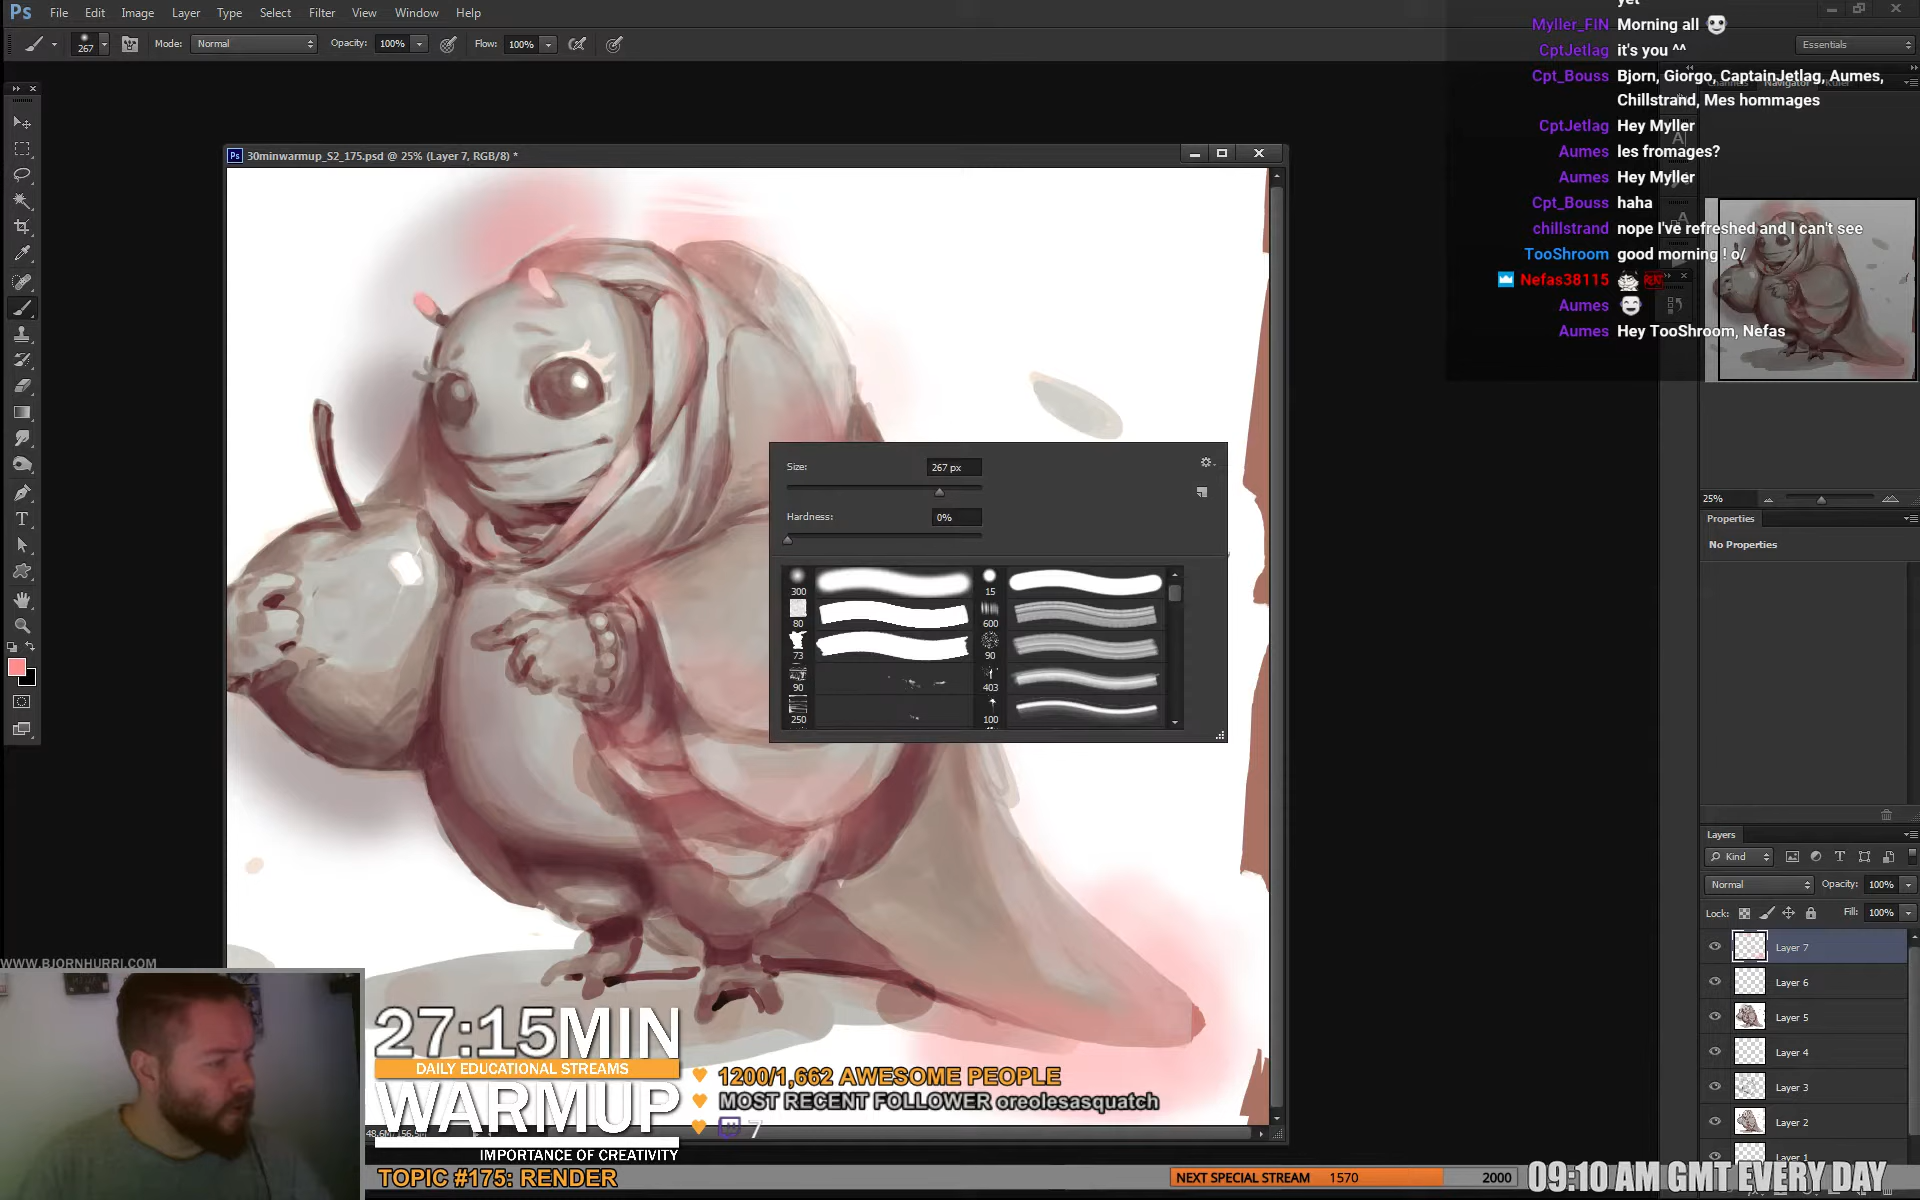 Ps File Edit Image Layer Type Select Filter View Window Help
267 Mode: Normal Opacity: 100% Flow: 100% Essentials
yet
Myller_FIN Morning all
CptJetlag it's you ^^
Cpt_Bouss Bjorn, Giorgo, CaptainJetlag, Aumes,
Chillstrand, Mes hommages
CptJetlag Hey Myller
Aumes les fromages?
Aumes Hey Myller
Cpt_Bouss haha
chillstrand nope I've refreshed and I can't see
TooShroom good morning ! o/
Nefas38115
Aumes
Aumes Hey TooShroom, Nefas
Channels Navigator
Ps 30minwarmup_S2_175.psd @ 25% (Layer 7, RGB/8) *
Size: 267 px
Hardness: 0%
300 15
80 600
73 90
90 403
250 100
25%
Properties
No Properties
Layers
Kind
Normal Opacity: 100%
Lock: Fill: 100%
Layer 7
Layer 6
Layer 5
Layer 4
Layer 3
Layer 2
Layer 1
WWW.BJORNHURRI.COM
27:15MIN
DAILY EDUCATIONAL STREAMS
WARMUP
IMPORTANCE OF CREATIVITY
TOPIC #175: RENDER
1200/1,662 AWESOME PEOPLE
MOST RECENT FOLLOWER oreolesasquatch
7
NEXT SPECIAL STREAM 1570 2000
09:10 AM GMT EVERY DAY